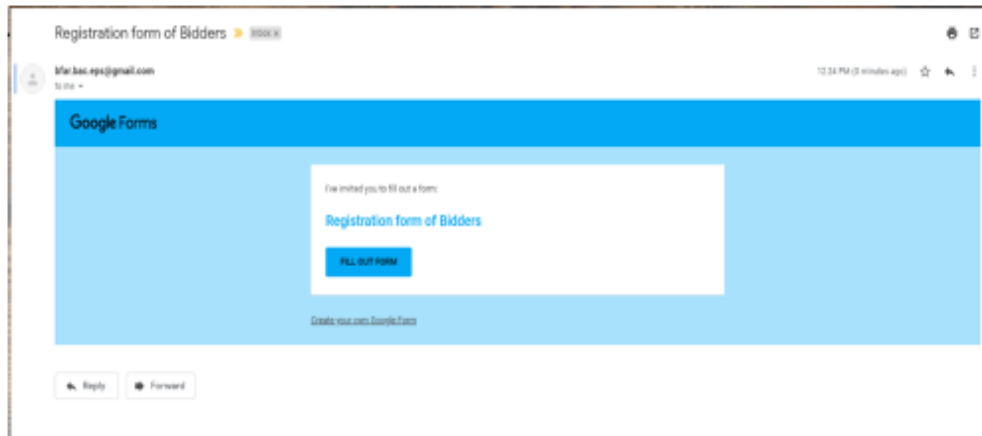 Registration form of Bidders
Inbox x
bfar.bac.eps@gmail.com
to me
12:34 PM (0 minutes ago)
Google Forms
I've invited you to fill out a form:
Registration form of Bidders
FILL OUT FORM
Create your own Google Form
Reply
Forward